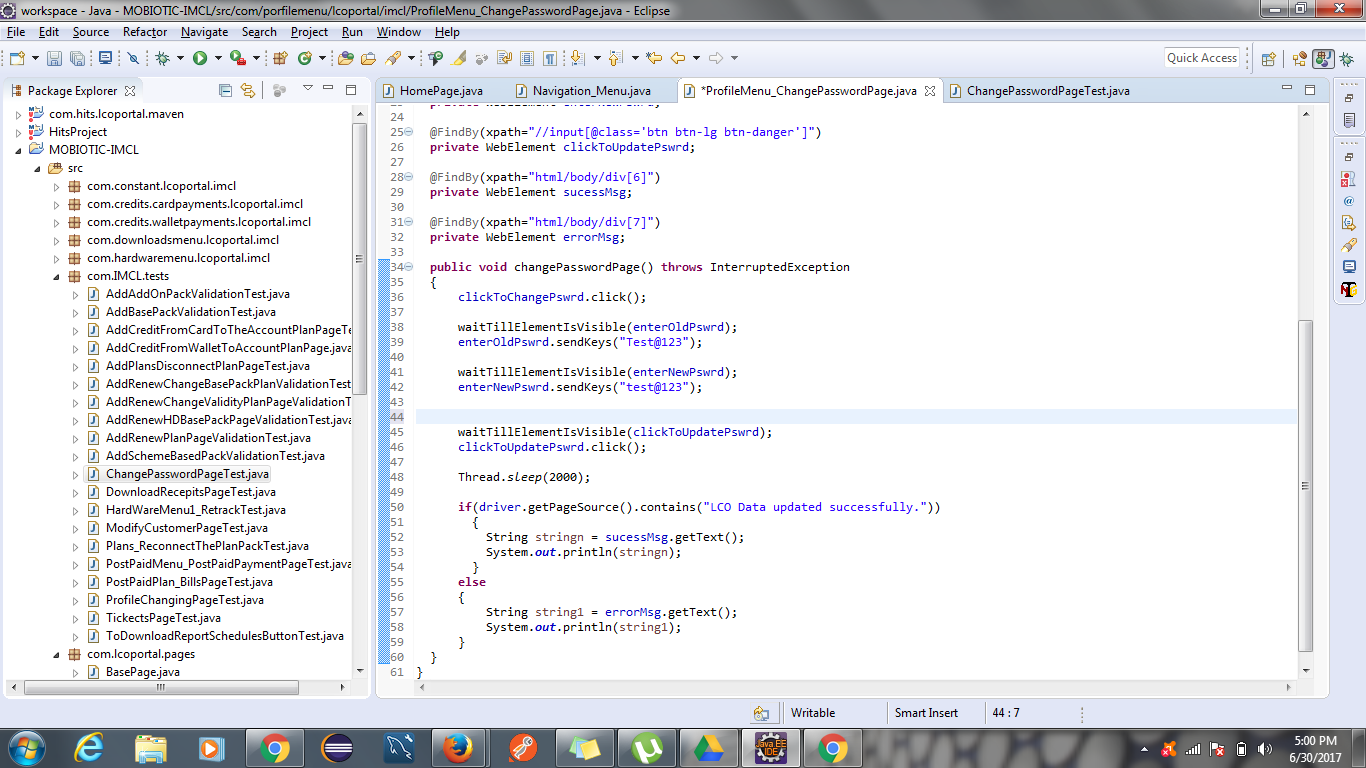 workspace - Java - MOBIOTIC-IMCL/src/com/porfilemenu/lcoportal/imcl/ProfileMenu_ChangePasswordPage.java - Eclipse
File Edit Source Refactor Navigate Search Project Run Window Help
Quick Access
Package Explorer
HomePage.java Navigation_Menu.java *ProfileMenu_ChangePasswordPage.java ChangePasswordPageTest.java
com.hits.lcoportal.maven
HitsProject
MOBIOTIC-IMCL
src
com.constant.lcoportal.imcl
com.credits.cardpayments.lcoportal.imcl
com.credits.walletpayments.lcoportal.imcl
com.downloadsmenu.lcoportal.imcl
com.hardwaremenu.lcoportal.imcl
com.IMCL.tests
AddAddOnPackValidationTest.java
AddBasePackValidationTest.java
AddCreditFromCardToTheAccountPlanPageTe
AddCreditFromWalletToAccountPlanPage.java
AddPlansDisconnectPlanPageTest.java
AddRenewChangeBasePackPlanValidationTest
AddRenewChangeValidityPlanPageValidationT
AddRenewHDBasePackPageValidationTest.java
AddRenewPlanPageValidationTest.java
AddSchemeBasedPackValidationTest.java
ChangePasswordPageTest.java
DownloadRecepitsPageTest.java
HardWareMenu1_RetrackTest.java
ModifyCustomerPageTest.java
Plans_ReconnectThePlanPackTest.java
PostPaidMenu_PostPaidPaymentPageTest.java
PostPaidPlan_BillsPageTest.java
ProfileChangingPageTest.java
TickectsPageTest.java
ToDownloadReportSchedulesButtonTest.java
com.lcoportal.pages
BasePage.java
24
25 @FindBy(xpath="//input[@class='btn btn-lg btn-danger']")
26 private WebElement clickToUpdatePswrd;
27
28 @FindBy(xpath="html/body/div[6]")
29 private WebElement sucessMsg;
30
31 @FindBy(xpath="html/body/div[7]")
32 private WebElement errorMsg;
33
34 public void changePasswordPage() throws InterruptedException
35 {
36 clickToChangePswrd.click();
37
38 waitTillElementIsVisible(enterOldPswrd);
39 enterOldPswrd.sendKeys("Test@123");
40
41 waitTillElementIsVisible(enterNewPswrd);
42 enterNewPswrd.sendKeys("test@123");
43
44
45 waitTillElementIsVisible(clickToUpdatePswrd);
46 clickToUpdatePswrd.click();
47
48 Thread.sleep(2000);
49
50 if(driver.getPageSource().contains("LCO Data updated successfully."))
51 {
52 String stringn = sucessMsg.getText();
53 System.out.println(stringn);
54 }
55 else
56 {
57 String string1 = errorMsg.getText();
58 System.out.println(string1);
59 }
60 }
61 }
Writable Smart Insert 44 : 7
Java EE
IDE
5:00 PM
6/30/2017